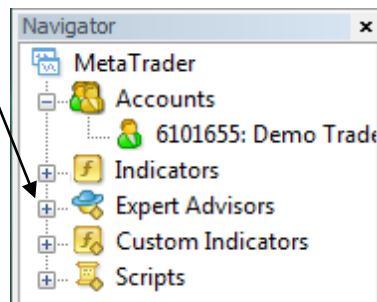 Navigator
MetaTrader
Accounts
6101655: Demo Trade
Indicators
Expert Advisors
Custom Indicators
Scripts